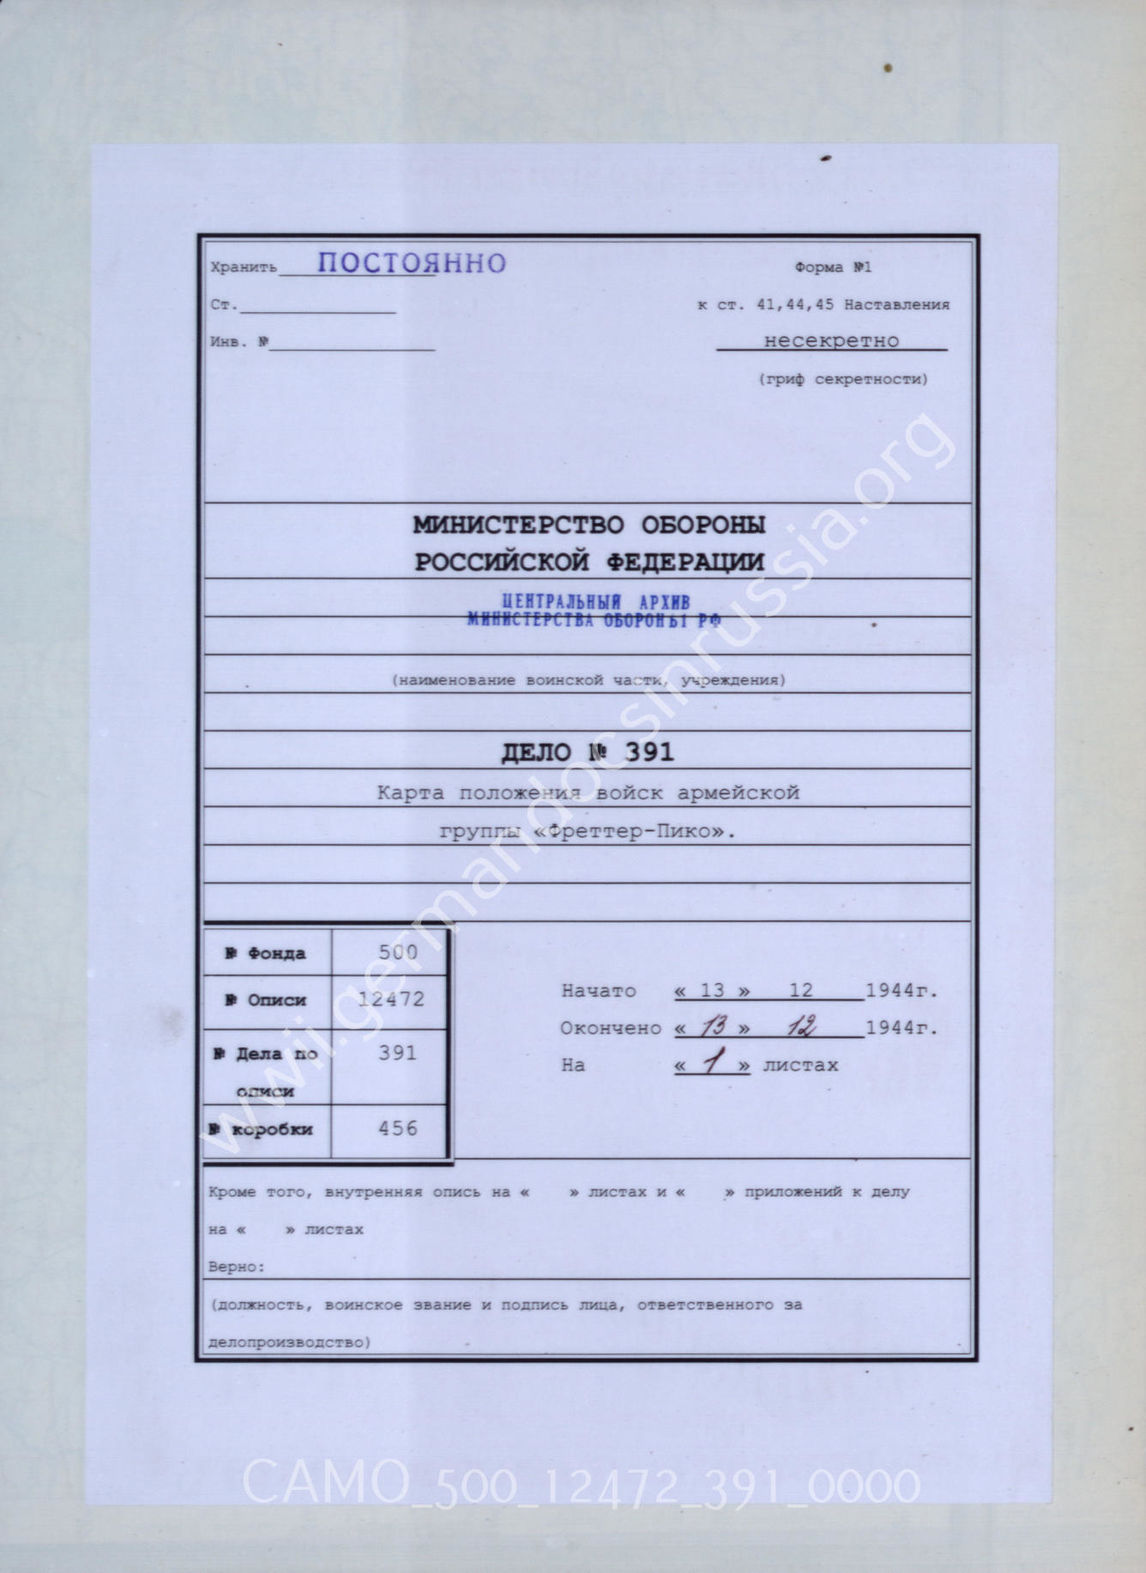 Хранить ПОСТОЯННО
Форма №1
Ст.
к ст. 41,44,45 Наставления
Инв. №
несекретно
(гриф секретности)
МИНИСТЕРСТВО ОБОРОНЫ
РОССИЙСКОЙ ФЕДЕРАЦИИ
ЦЕНТРАЛЬНЫЙ АРХИВ
МИНИСТЕРСТВА ОБОРОНЫ РФ
(наименование воинской части, учреждения)
ДЕЛО № 391
Карта положения войск армейской
группы «Фреттер-Пико».
№ Фонда 500
№ Описи 12472
№ Дела по 391
описи
№ коробки 456
Начато « 13 » 12 1944г.
Окончено « 13 » 12 1944г.
На « 1 » листах
Кроме того, внутренняя опись на « » листах и « » приложений к делу
на « » листах
Верно:
(должность, воинское звание и подпись лица, ответственного за
делопроизводство)
wwii.germandocsinrussia.org
CAMO_500_12472_391_0000